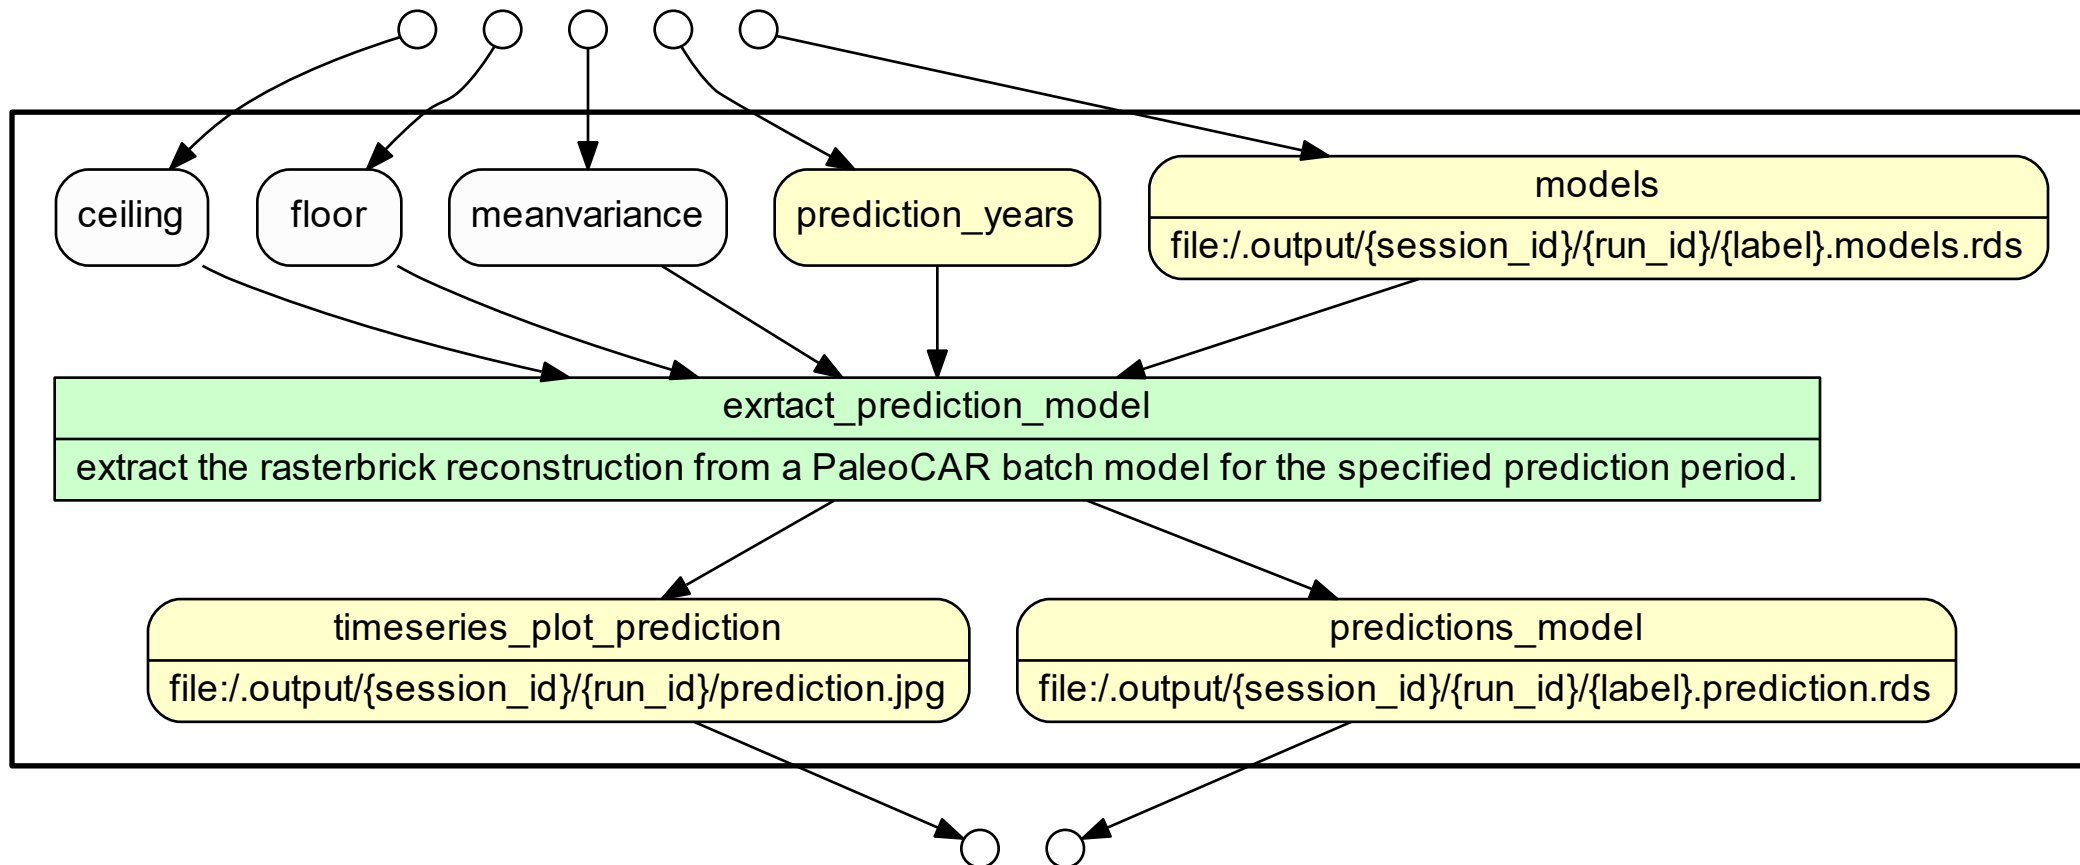 ceiling
floor
meanvariance
prediction_years
models
file:/.output/{session_id}/{run_id}/{label}.models.rds
exrtact_prediction_model
extract the rasterbrick reconstruction from a PaleoCAR batch model for the specified prediction period.
timeseries_plot_prediction
file:/.output/{session_id}/{run_id}/prediction.jpg
predictions_model
file:/.output/{session_id}/{run_id}/{label}.prediction.rds